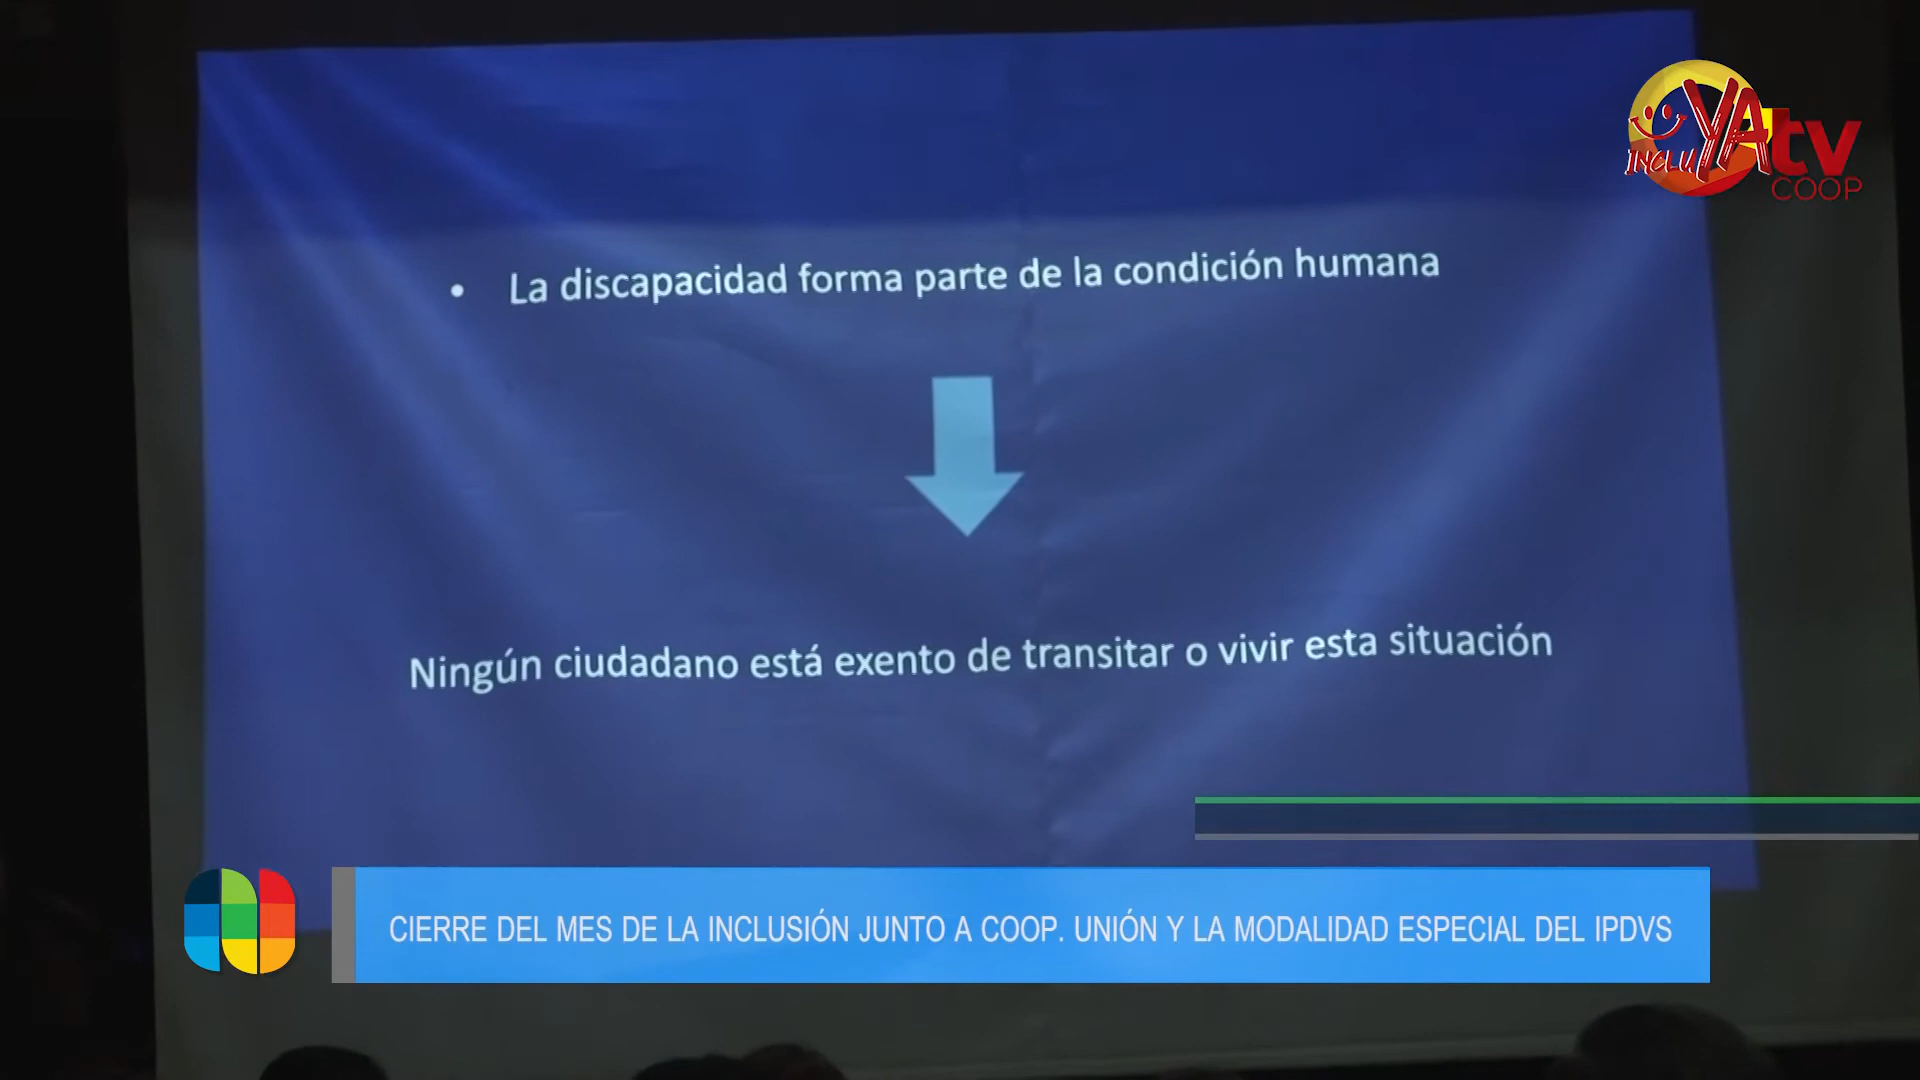 INCLUYA tv
COOP
• La discapacidad forma parte de la condición humana
Ningún ciudadano está exento de transitar o vivir esta situación
CIERRE DEL MES DE LA INCLUSIÓN JUNTO A COOP. UNIÓN Y LA MODALIDAD ESPECIAL DEL IPDVS